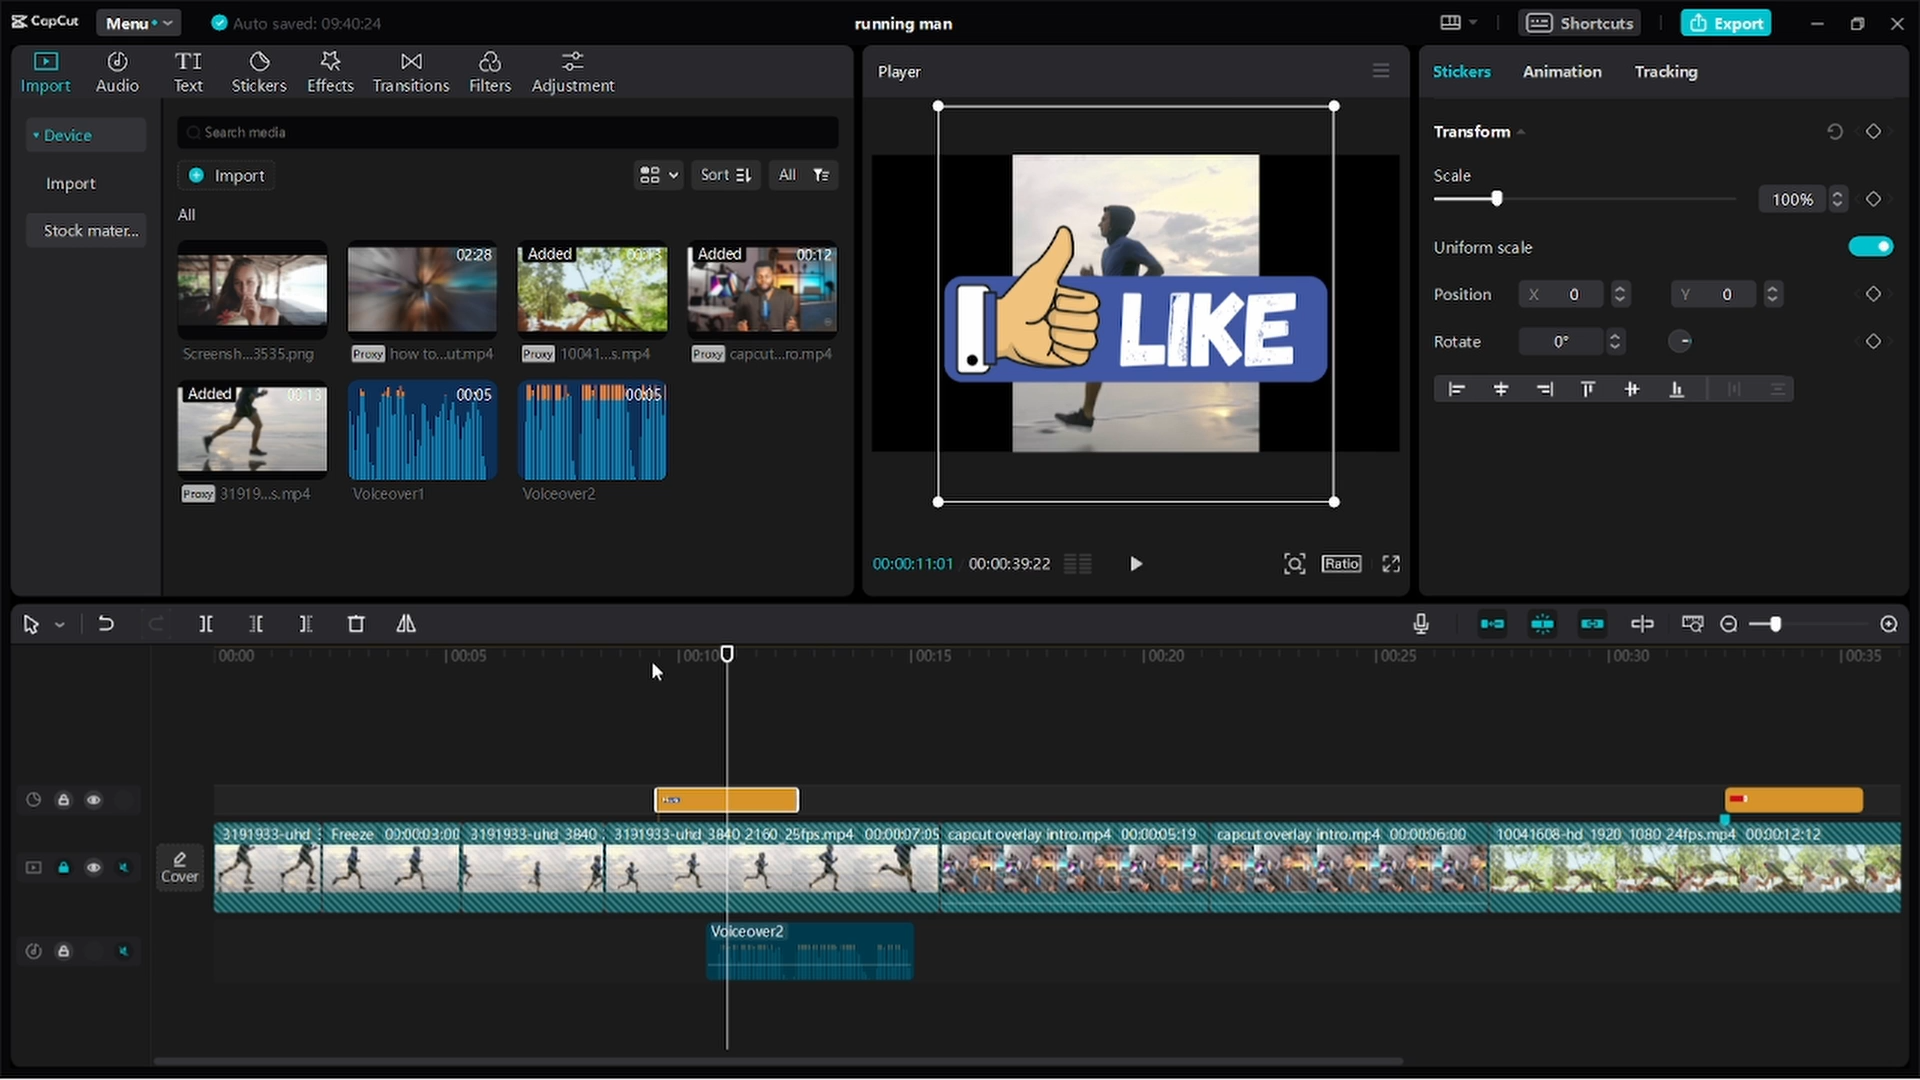 CapCut Menu Auto saved: 09:40:24 running man Shortcuts Export
Import Audio Text Stickers Effects Transitions Filters Adjustment
Device
Import
Stock mater...
Search media
Import Sort All
All
02:28 Added Added 00:12
Screensh...3535.png Proxy how to...ut.mp4 Proxy 10041...s.mp4 Proxy capcut...ro.mp4
Added 00:13 00:05 00:05
Proxy 31919...s.mp4 Voiceover1 Voiceover2
Player
LIKE
00:00:11:01 00:00:39:22 Ratio
Stickers Animation Tracking
Transform
Scale
100%
Uniform scale
Position X 0 Y 0
Rotate 0°
00:00 00:05 00:10 00:15 00:20 00:25 00:30 00:35
Cover
3191933-uhd Freeze 00:00:03:00 3191933-uhd 3840 3191933-uhd 3840 2160 25fps.mp4 00:00:07:05 capcut overlay intro.mp4 00:00:05:19 capcut overlay intro.mp4 00:00:06:00 10041608-hd 1920 1080 24fps.mp4 00:00:12:12
Voiceover2